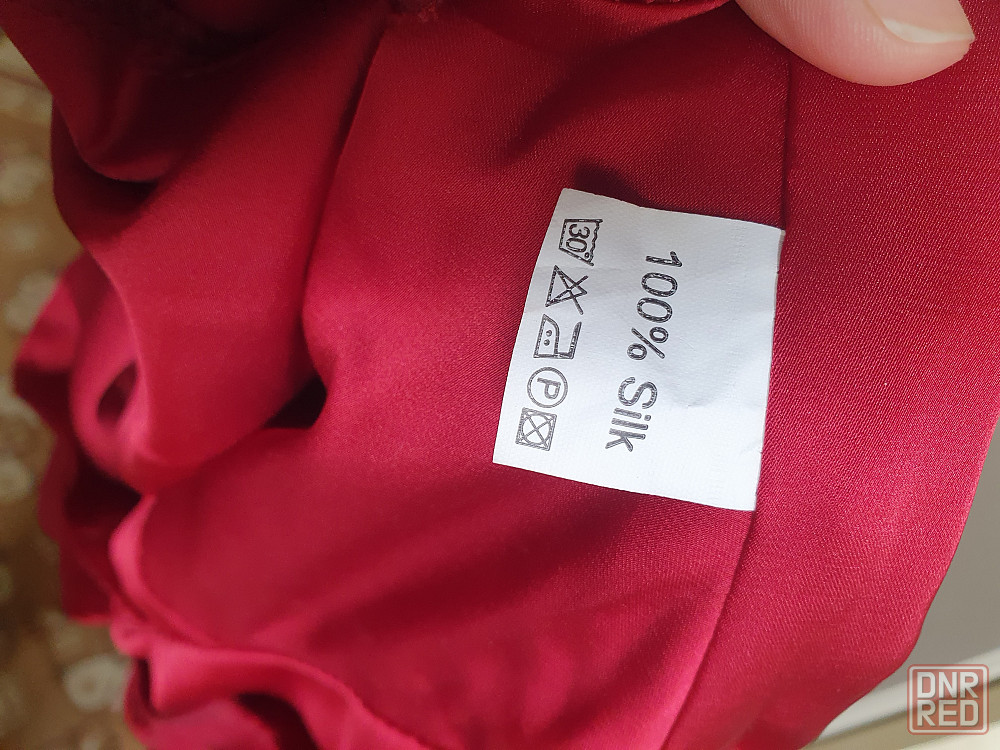 100% Silk
30° P
DNR
RED